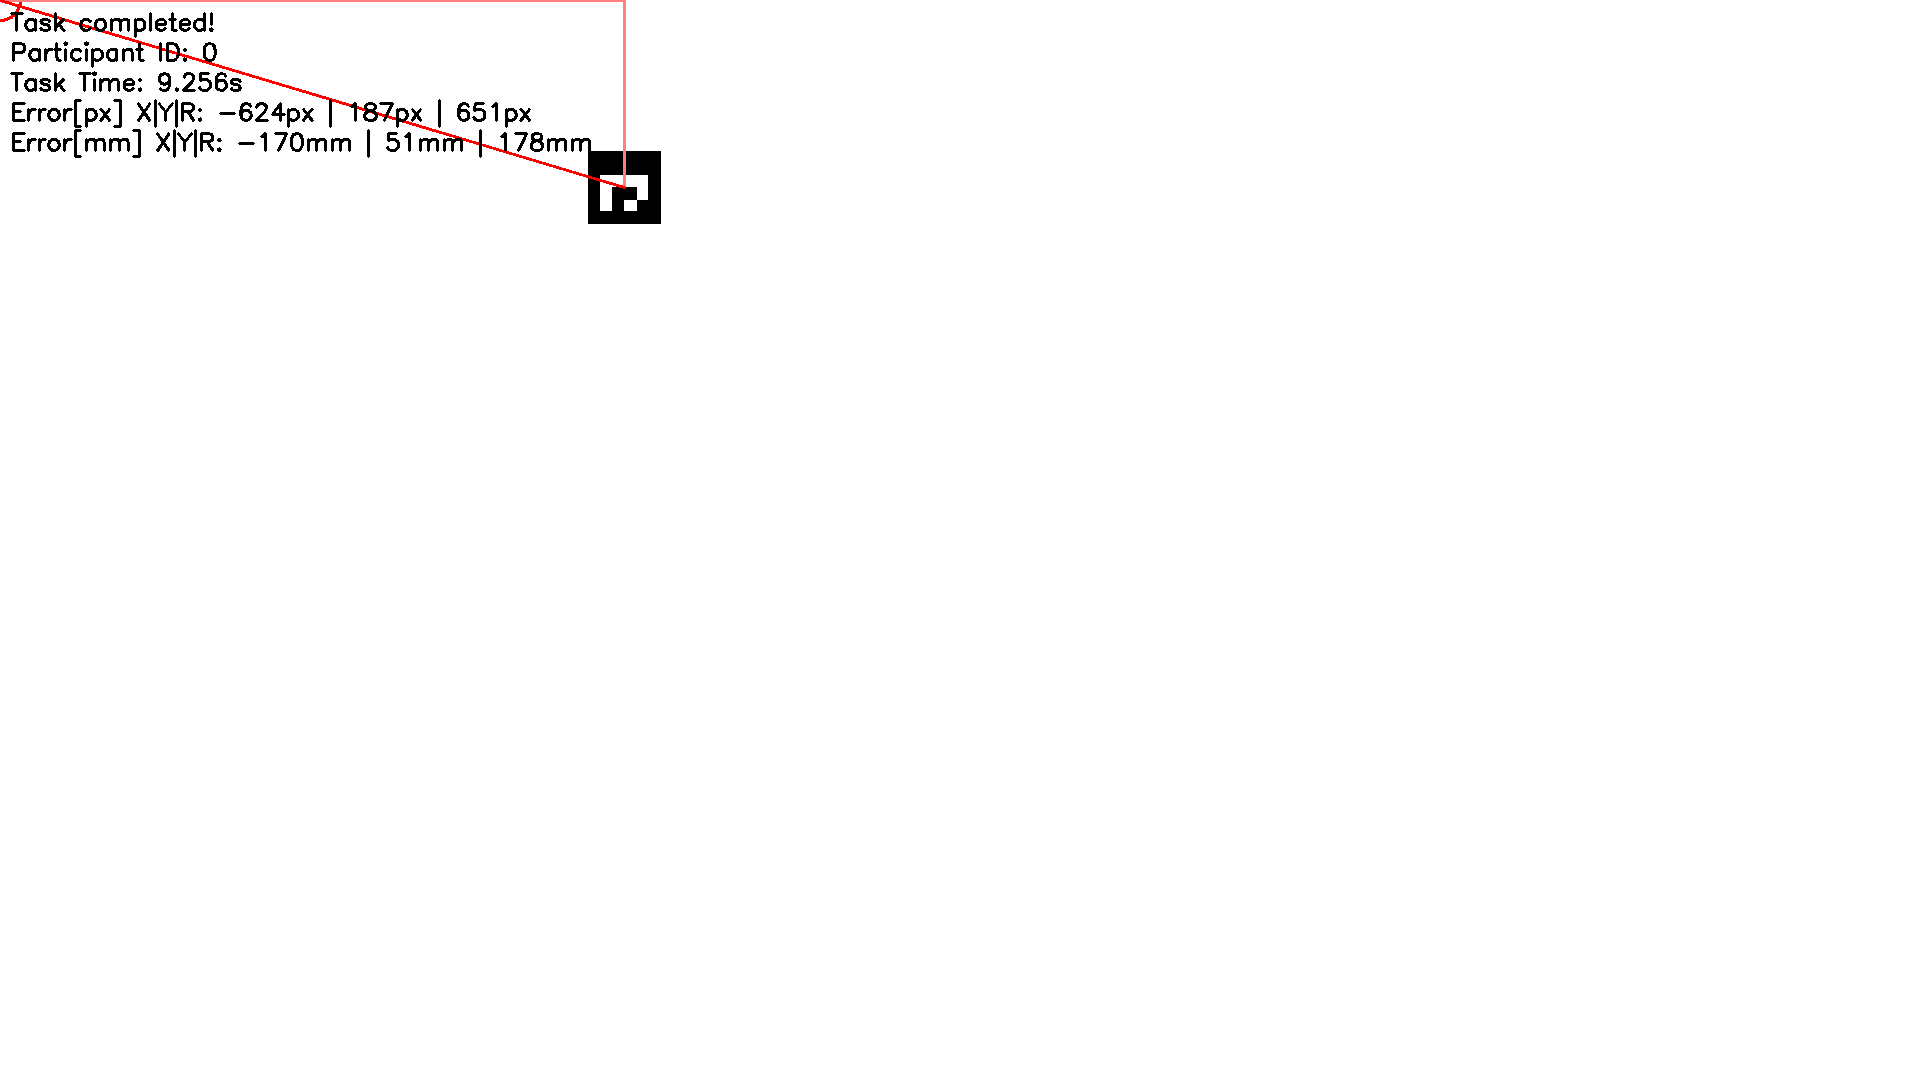 Task completed!
Participant ID: 0
Task Time: 9.256s
Error[px] X|Y|R: -624px | 187px | 651px
Error[mm] X|Y|R: -170mm | 51mm | 178mm